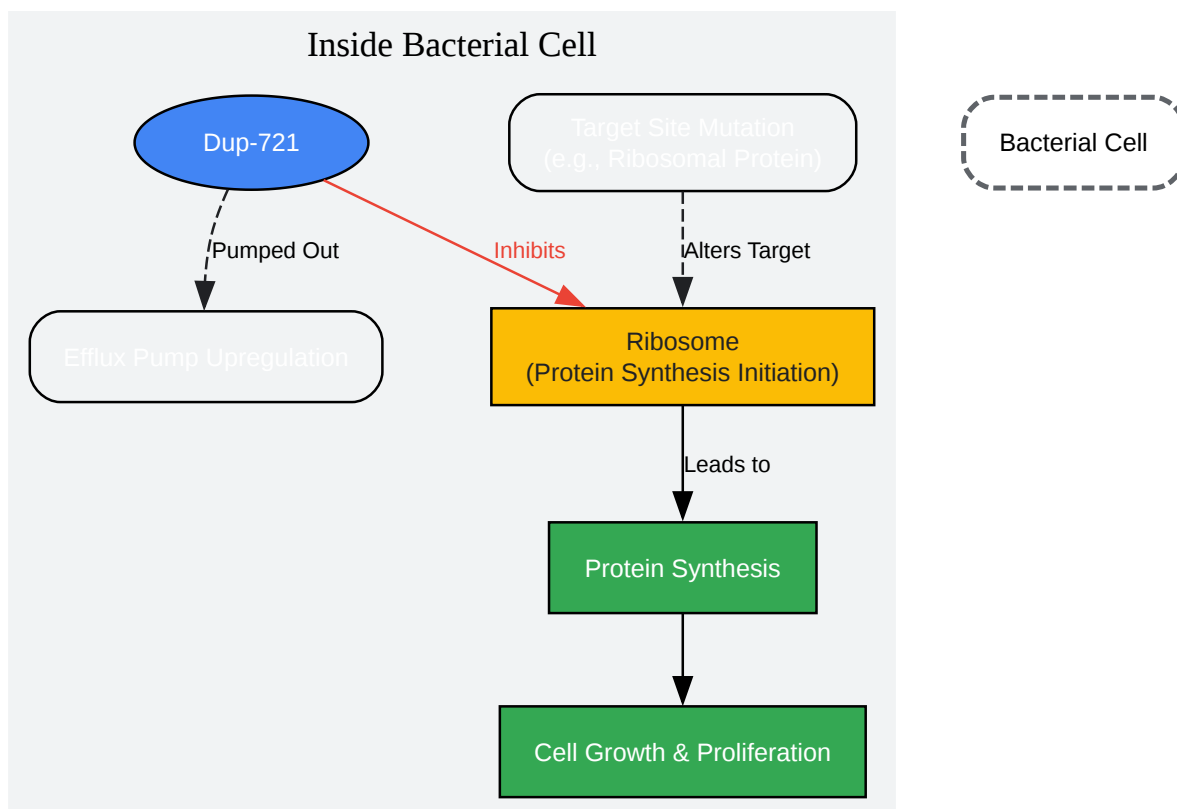 Inside Bacterial Cell
Dup-721
Target Site Mutation
(e.g., Ribosomal Protein)
Bacterial Cell
Pumped Out
Inhibits
Alters Target
Efflux Pump Upregulation
Ribosome
(Protein Synthesis Initiation)
Leads to
Protein Synthesis
Cell Growth & Proliferation